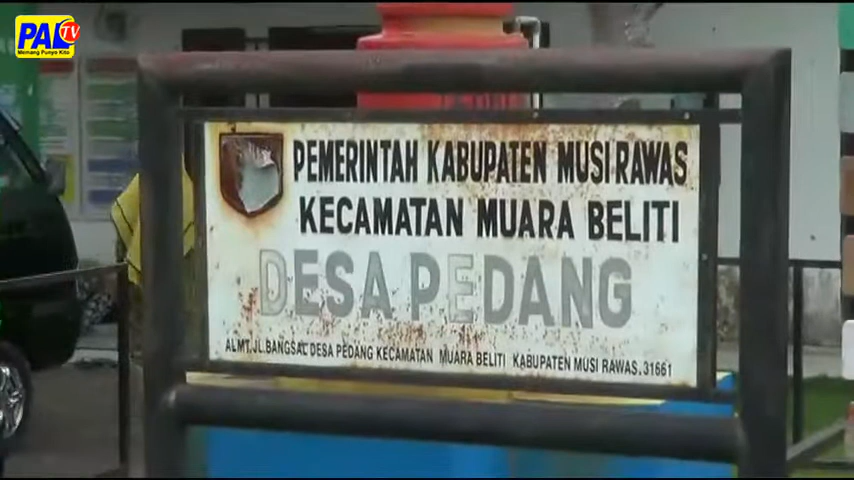 PAL TV
Memang Punyo Kito
PEMERINTAH KABUPATEN MUSI RAWAS
KECAMATAN MUARA BELITI
DESA PEDANG
ALMT.JL.BANGSAL DESA PEDANG KECAMATAN MUARA BELITI KABUPATEN MUSI RAWAS.31661